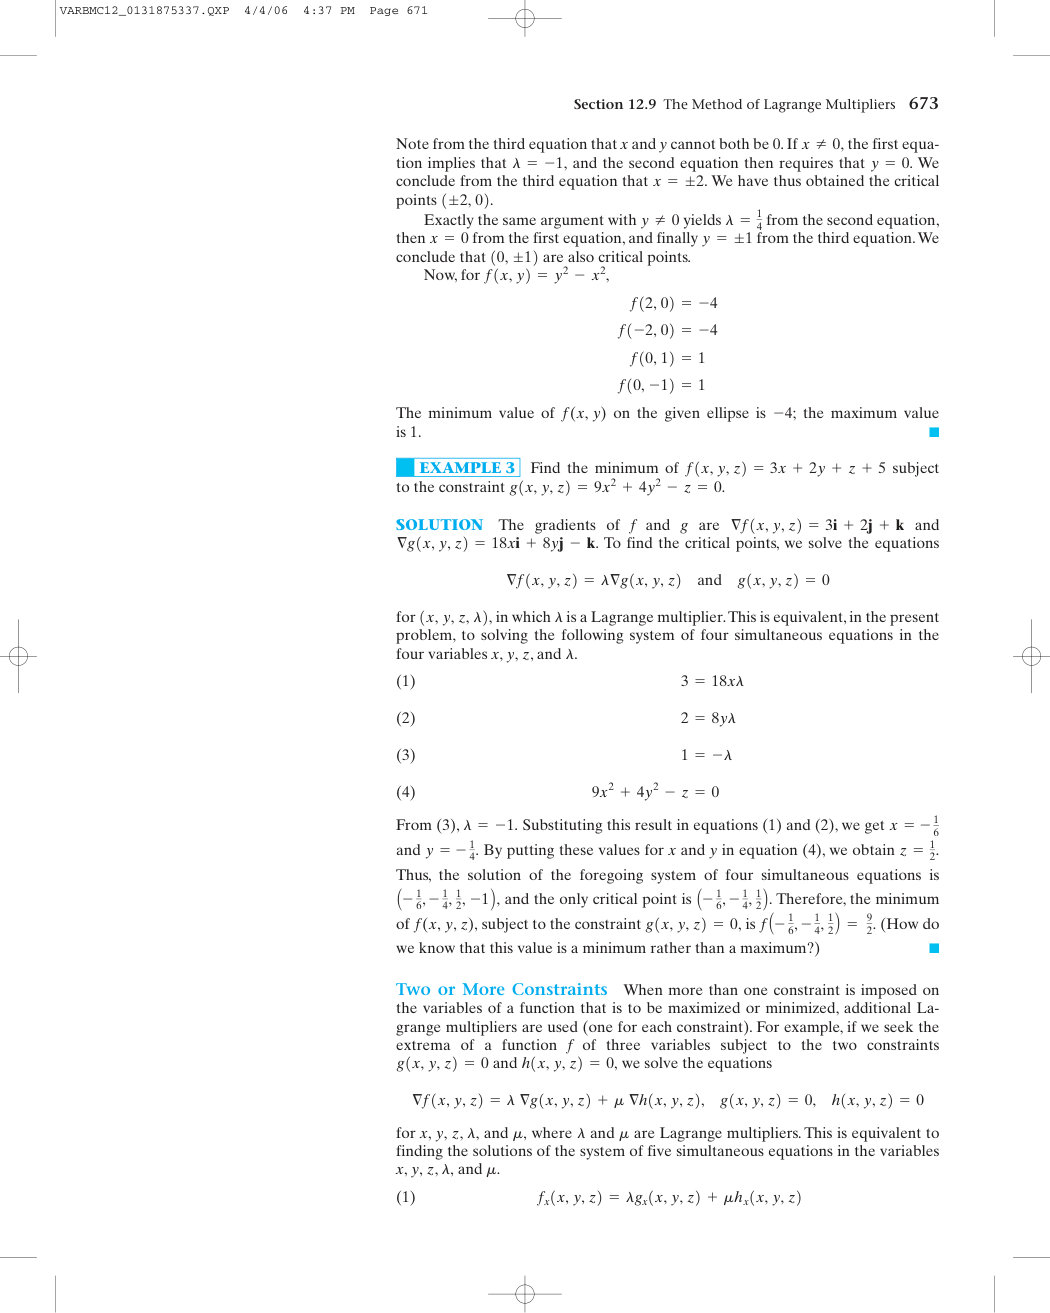 VARBMC12_0131875337.QXP 4/4/06 4:37 PM Page 671
Section 12.9 The Method of Lagrange Multipliers 673
Note from the third equation that x and y cannot both be 0. If x ≠ 0, the first equa-
tion implies that λ = −1, and the second equation then requires that y = 0. We
conclude from the third equation that x = ±2. We have thus obtained the critical
points (±2, 0).
Exactly the same argument with y ≠ 0 yields λ = 1/4 from the second equation,
then x = 0 from the first equation, and finally y = ±1 from the third equation. We
conclude that (0, ±1) are also critical points.
Now, for f(x, y) = y² − x²,
f(2, 0) = −4
f(−2, 0) = −4
f(0, 1) = 1
f(0, −1) = 1
The minimum value of f(x, y) on the given ellipse is −4; the maximum value
is 1.
EXAMPLE 3 Find the minimum of f(x, y, z) = 3x + 2y + z + 5 subject
to the constraint g(x, y, z) = 9x² + 4y² − z = 0.
SOLUTION The gradients of f and g are ∇f(x, y, z) = 3i + 2j + k and
∇g(x, y, z) = 18xi + 8yj − k. To find the critical points, we solve the equations
∇f(x, y, z) = λ∇g(x, y, z) and g(x, y, z) = 0
for (x, y, z, λ), in which λ is a Lagrange multiplier. This is equivalent, in the present
problem, to solving the following system of four simultaneous equations in the
four variables x, y, z, and λ.
(1) 3 = 18xλ
(2) 2 = 8yλ
(3) 1 = −λ
(4) 9x² + 4y² − z = 0
From (3), λ = −1. Substituting this result in equations (1) and (2), we get x = −1/6
and y = −1/4. By putting these values for x and y in equation (4), we obtain z = 1/2.
Thus, the solution of the foregoing system of four simultaneous equations is
(−1/6, −1/4, 1/2, −1), and the only critical point is (−1/6, −1/4, 1/2). Therefore, the minimum
of f(x, y, z), subject to the constraint g(x, y, z) = 0, is f(−1/6, −1/4, 1/2) = 9/2. (How do
we know that this value is a minimum rather than a maximum?)
Two or More Constraints When more than one constraint is imposed on
the variables of a function that is to be maximized or minimized, additional La-
grange multipliers are used (one for each constraint). For example, if we seek the
extrema of a function f of three variables subject to the two constraints
g(x, y, z) = 0 and h(x, y, z) = 0, we solve the equations
∇f(x, y, z) = λ ∇g(x, y, z) + μ ∇h(x, y, z), g(x, y, z) = 0, h(x, y, z) = 0
for x, y, z, λ, and μ, where λ and μ are Lagrange multipliers. This is equivalent to
finding the solutions of the system of five simultaneous equations in the variables
x, y, z, λ, and μ.
(1) fₓ(x, y, z) = λgₓ(x, y, z) + μhₓ(x, y, z)